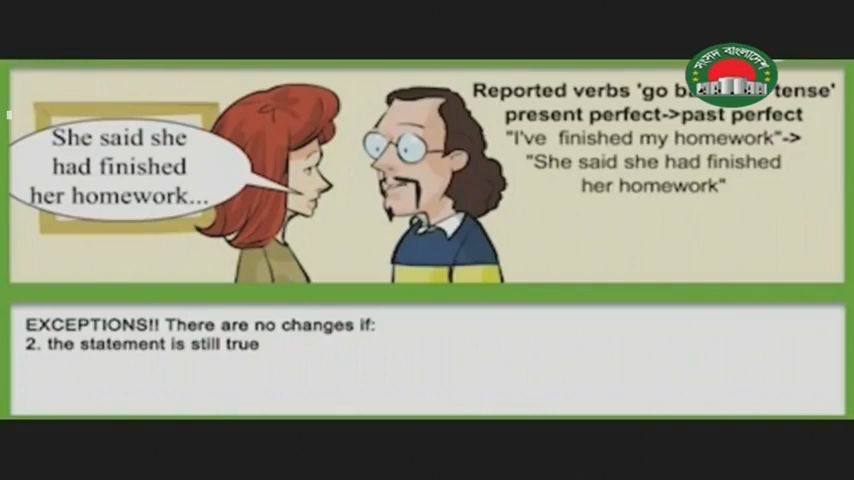 সংসদ বাংলাদেশ
Reported verbs 'go ba tense'
present perfect->past perfect
"I've finished my homework"->
"She said she had finished
her homework"
She said she
had finished
her homework...
EXCEPTIONS!! There are no changes if:
2. the statement is still true